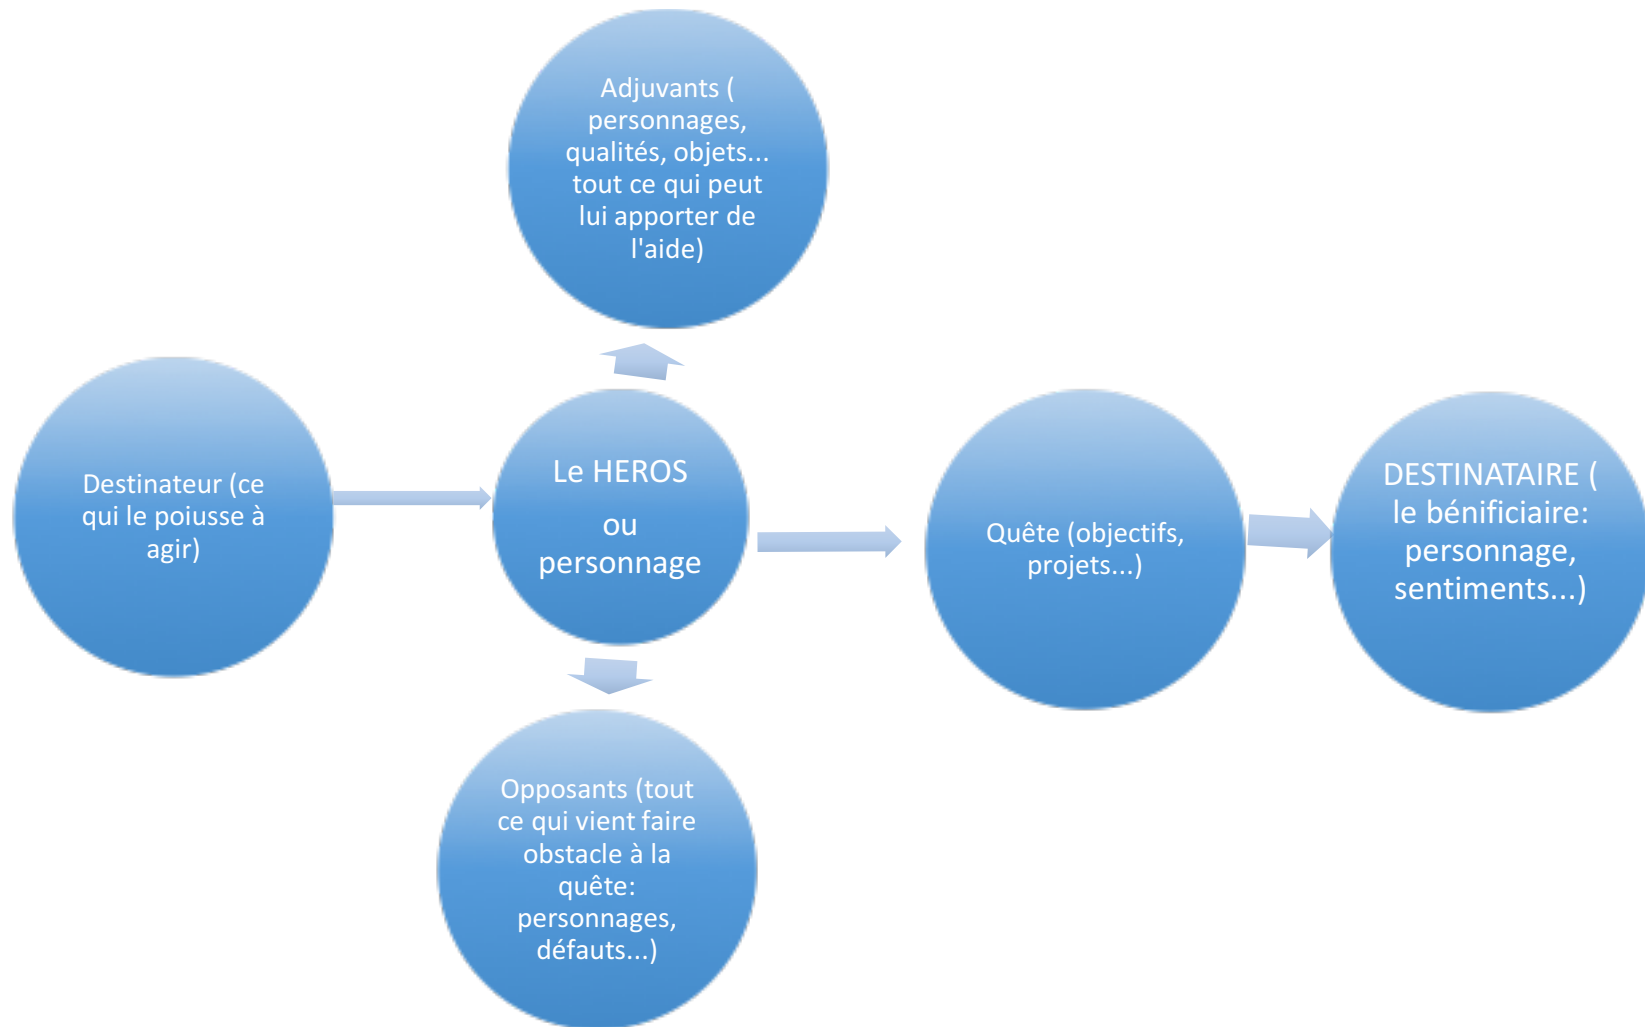 Adjuvants (
personnages,
qualités, objets...
tout ce qui peut
lui apporter de
l'aide)
Destinateur (ce
qui le poiusse à
agir)
Le HEROS
ou
personnage
Quête (objectifs,
projets...)
DESTINATAIRE (
le bénificiaire:
personnage,
sentiments...)
Opposants (tout
ce qui vient faire
obstacle à la
quête:
personnages,
défauts...)